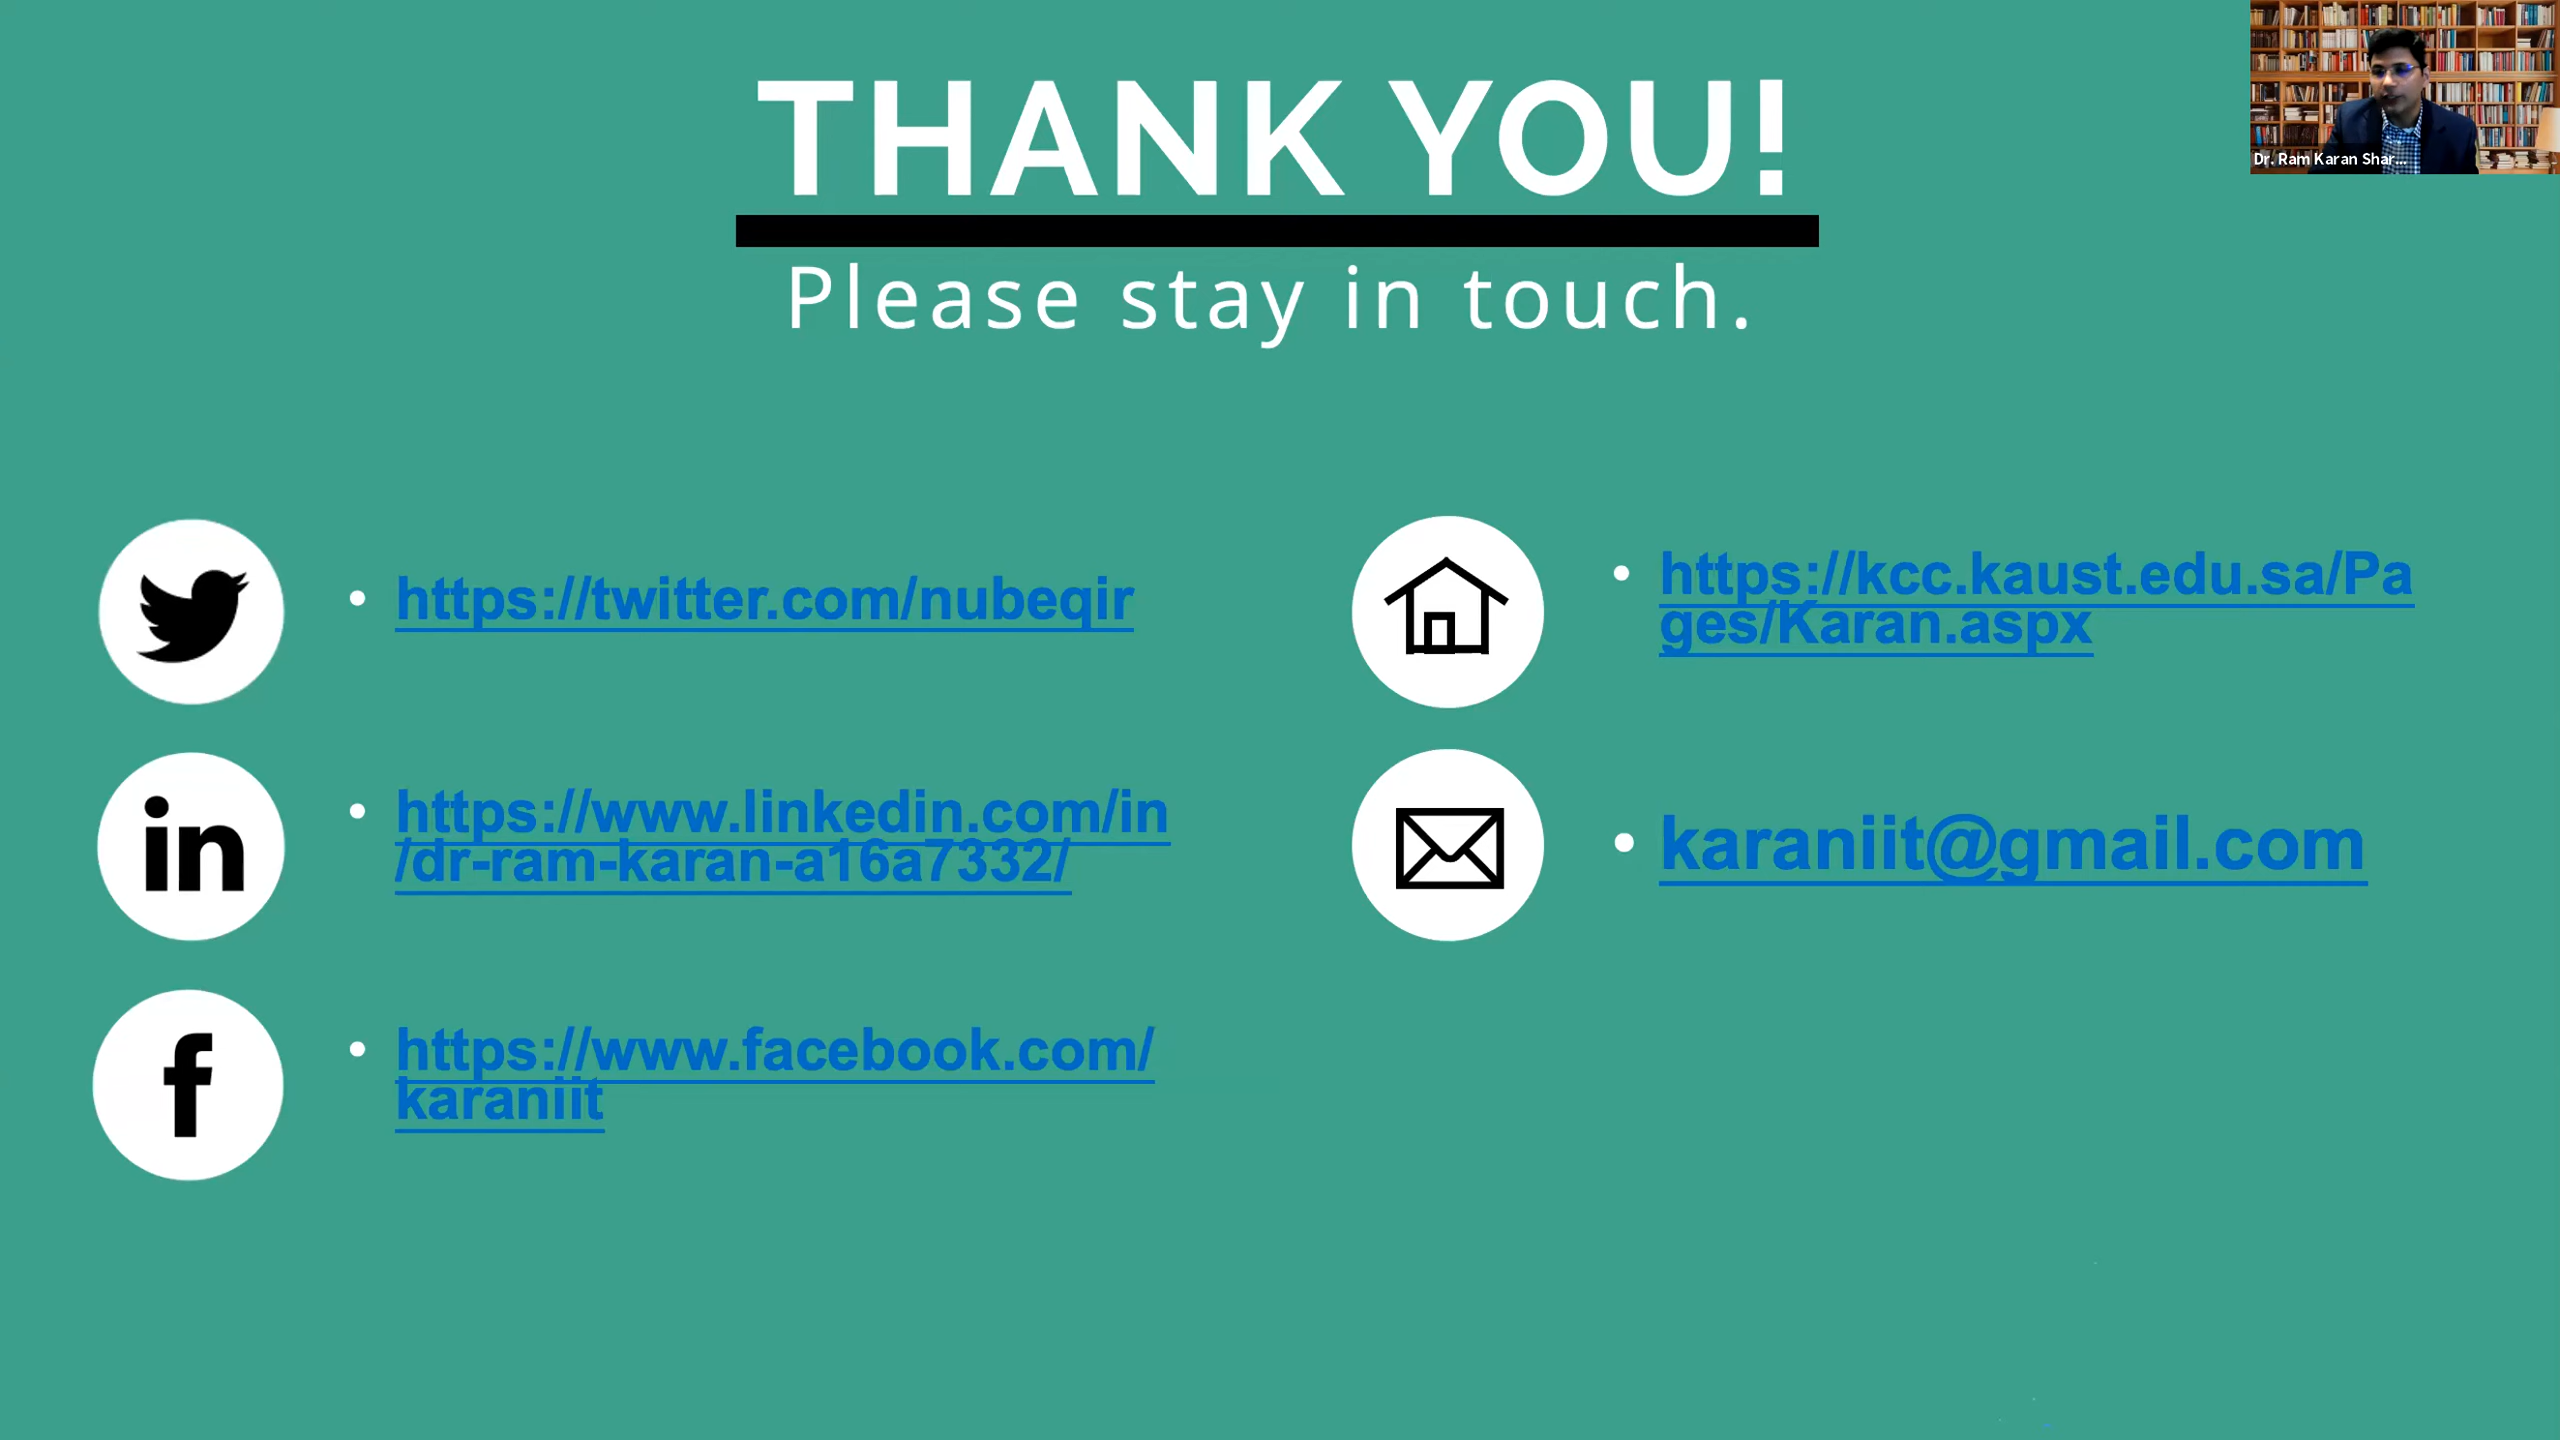 THANK YOU!
Please stay in touch.
Dr. Ram Karan Shar...
• https://twitter.com/nubeqir
• https://www.linkedin.com/in
/dr-ram-karan-a16a7332/
• https://www.facebook.com/
karaniit
• https://kcc.kaust.edu.sa/Pa
ges/Karan.aspx
• karaniit@gmail.com